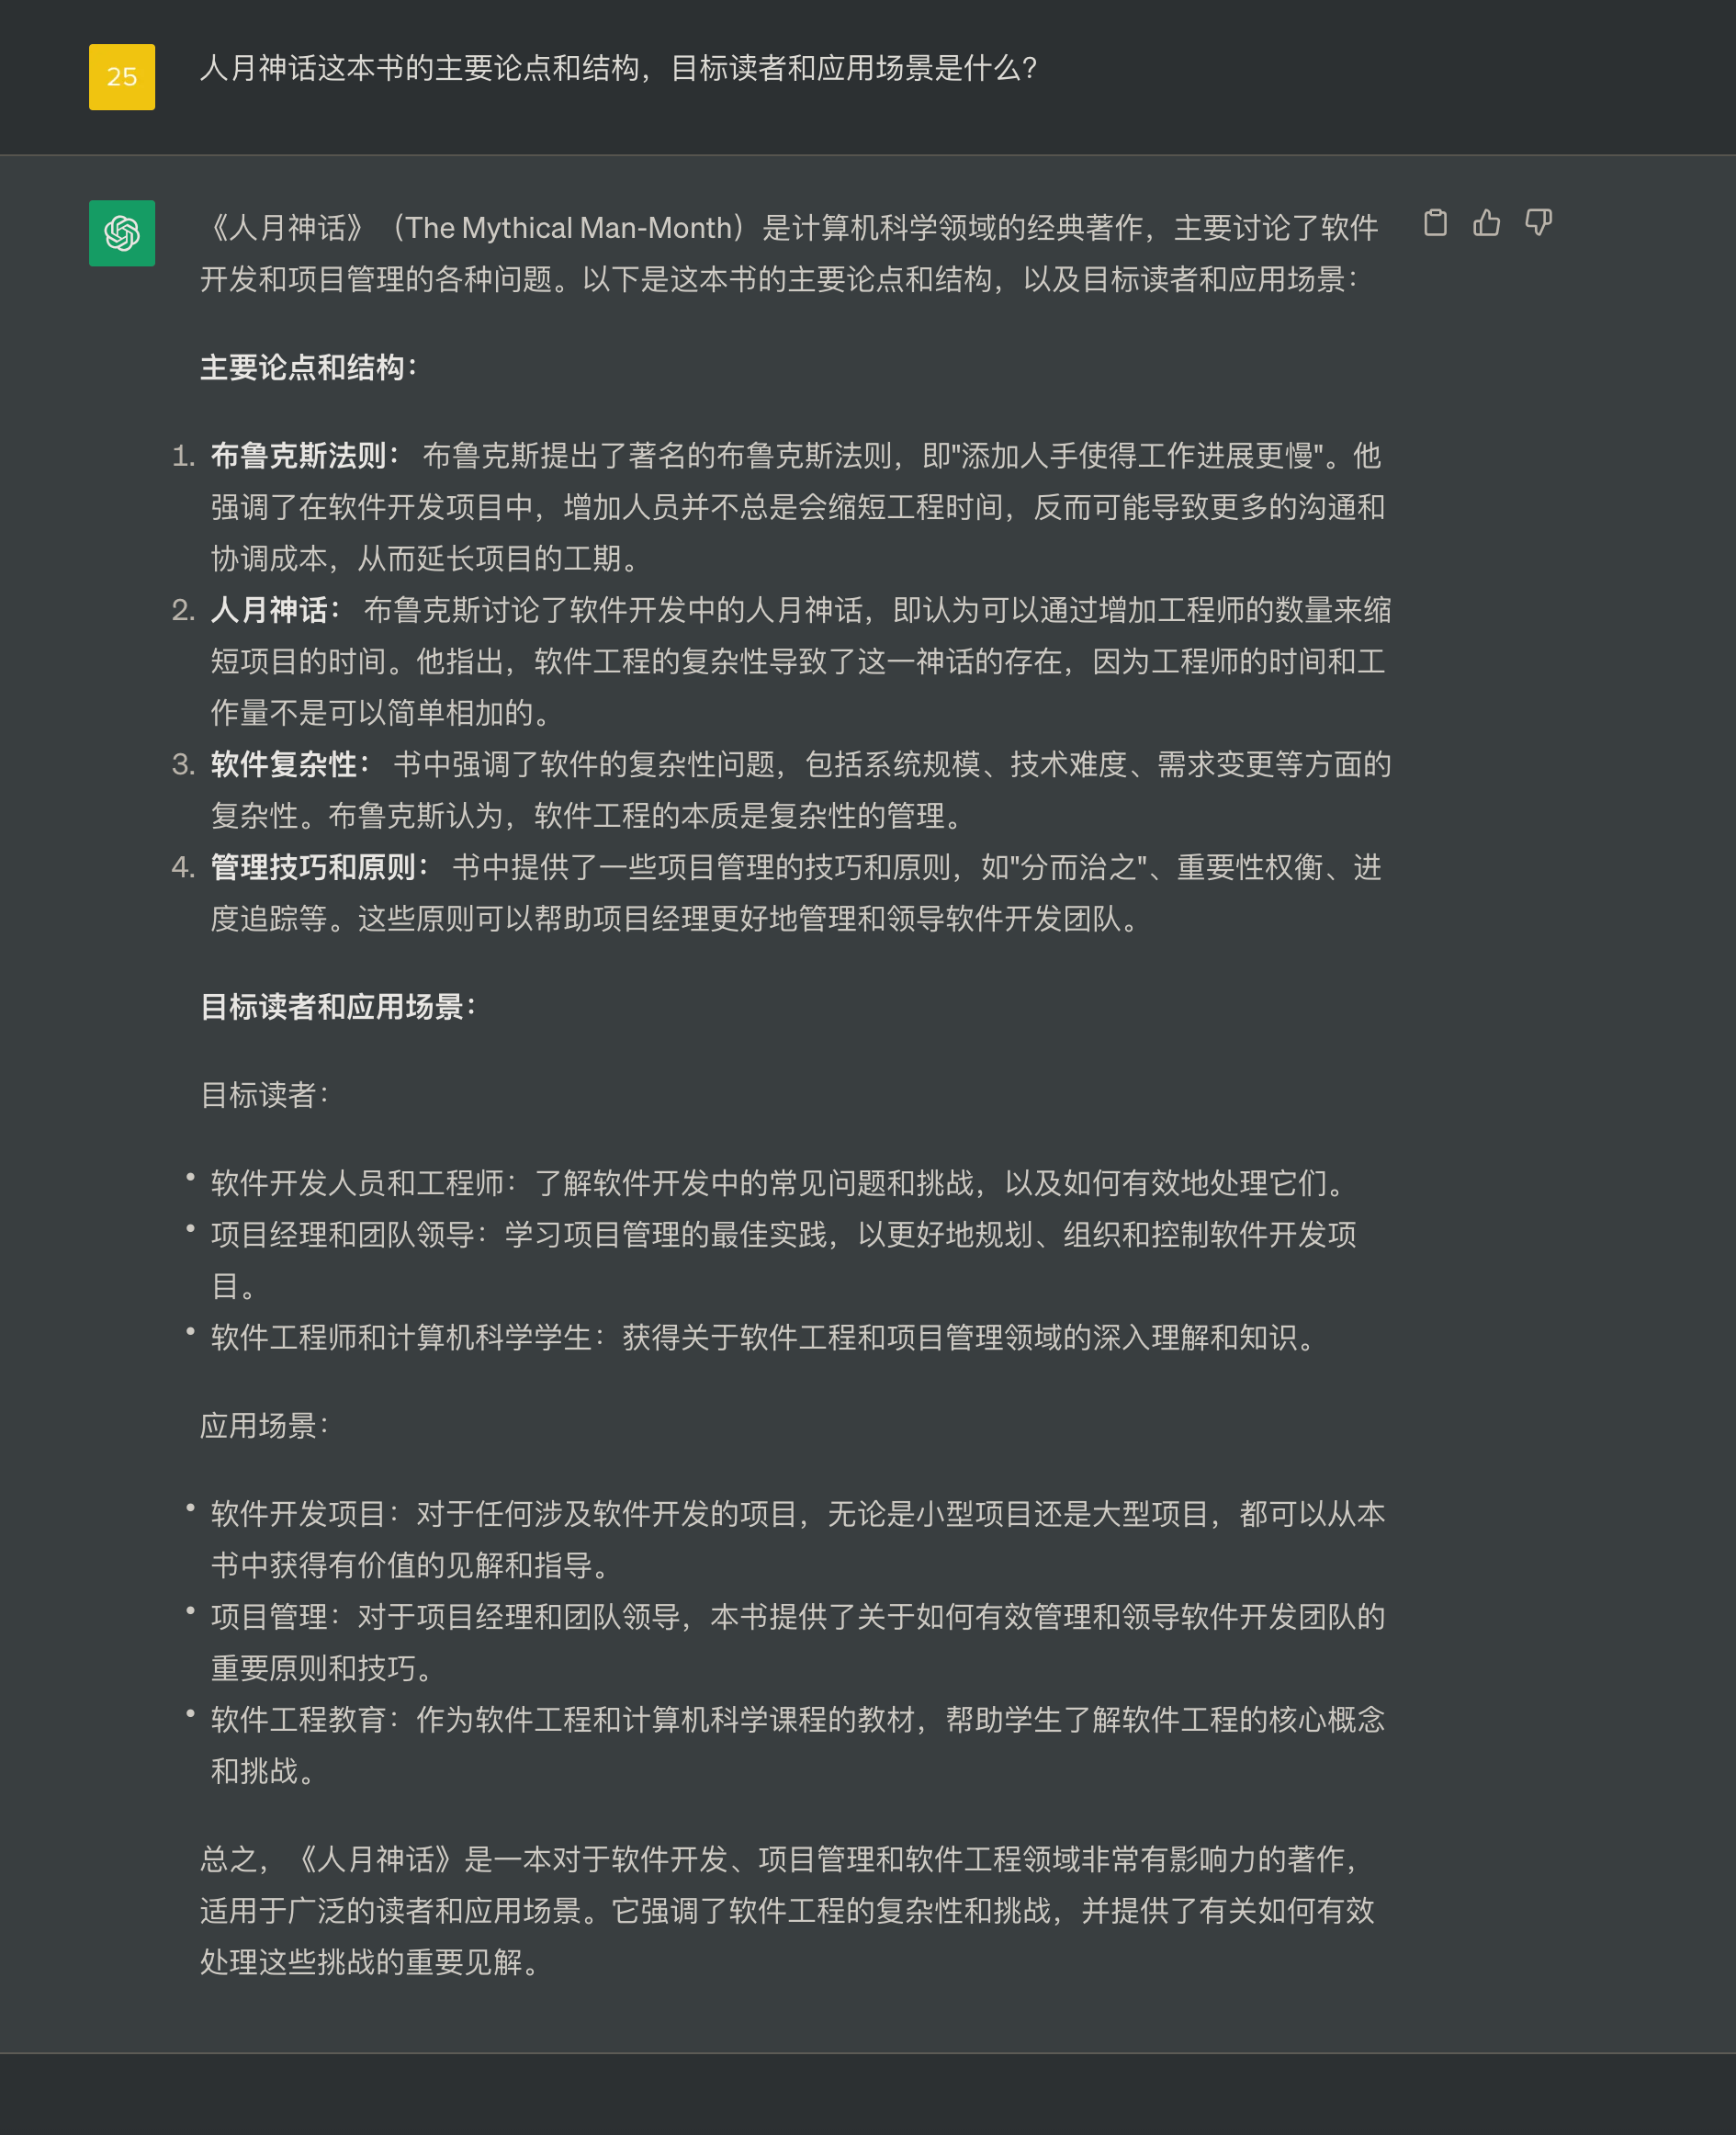 25
人月神话这本书的主要论点和结构，目标读者和应用场景是什么？
《人月神话》（The Mythical Man-Month）是计算机科学领域的经典著作，主要讨论了软件
开发和项目管理的各种问题。以下是这本书的主要论点和结构，以及目标读者和应用场景：
主要论点和结构：
1. 布鲁克斯法则： 布鲁克斯提出了著名的布鲁克斯法则，即"添加人手使得工作进展更慢"。他
强调了在软件开发项目中，增加人员并不总是会缩短工程时间，反而可能导致更多的沟通和
协调成本，从而延长项目的工期。
2. 人月神话： 布鲁克斯讨论了软件开发中的人月神话，即认为可以通过增加工程师的数量来缩
短项目的时间。他指出，软件工程的复杂性导致了这一神话的存在，因为工程师的时间和工
作量不是可以简单相加的。
3. 软件复杂性： 书中强调了软件的复杂性问题，包括系统规模、技术难度、需求变更等方面的
复杂性。布鲁克斯认为，软件工程的本质是复杂性的管理。
4. 管理技巧和原则： 书中提供了一些项目管理的技巧和原则，如"分而治之"、重要性权衡、进
度追踪等。这些原则可以帮助项目经理更好地管理和领导软件开发团队。
目标读者和应用场景：
目标读者：
• 软件开发人员和工程师：了解软件开发中的常见问题和挑战，以及如何有效地处理它们。
• 项目经理和团队领导：学习项目管理的最佳实践，以更好地规划、组织和控制软件开发项
目。
• 软件工程师和计算机科学学生：获得关于软件工程和项目管理领域的深入理解和知识。
应用场景：
• 软件开发项目：对于任何涉及软件开发的项目，无论是小型项目还是大型项目，都可以从本
书中获得有价值的见解和指导。
• 项目管理：对于项目经理和团队领导，本书提供了关于如何有效管理和领导软件开发团队的
重要原则和技巧。
• 软件工程教育：作为软件工程和计算机科学课程的教材，帮助学生了解软件工程的核心概念
和挑战。
总之，《人月神话》是一本对于软件开发、项目管理和软件工程领域非常有影响力的著作，
适用于广泛的读者和应用场景。它强调了软件工程的复杂性和挑战，并提供了有关如何有效
处理这些挑战的重要见解。